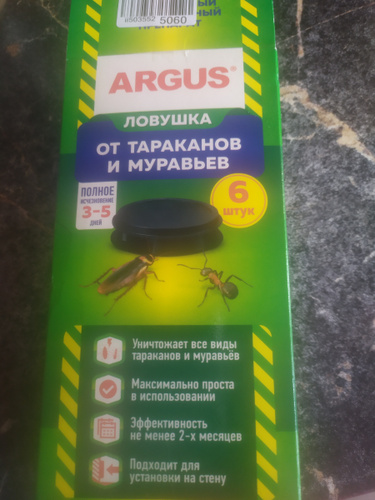 5060
ARGUS®
ЛОВУШКА
ОТ ТАРАКАНОВ
И МУРАВЬЕВ
ПОЛНОЕ
исчезновение
3-5
ДНЕЙ
6
штук
Уничтожает все виды
тараканов и муравьёв
Максимально проста
в использовании
Эффективность
не менее 2-х месяцев
Подходит для
установки на стену